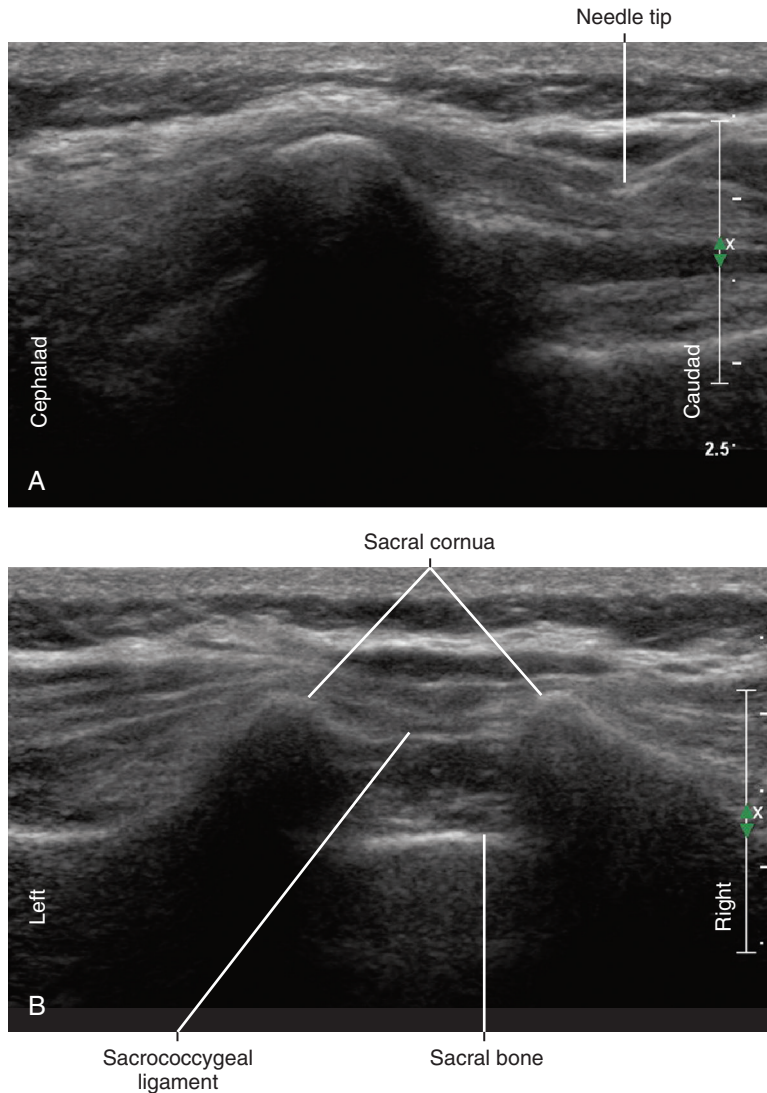 Needle tip
Cephalad
Caudad
x
2.5
A
Sacral cornua
Left
Right
x
B
Sacrococcygeal
ligament
Sacral bone